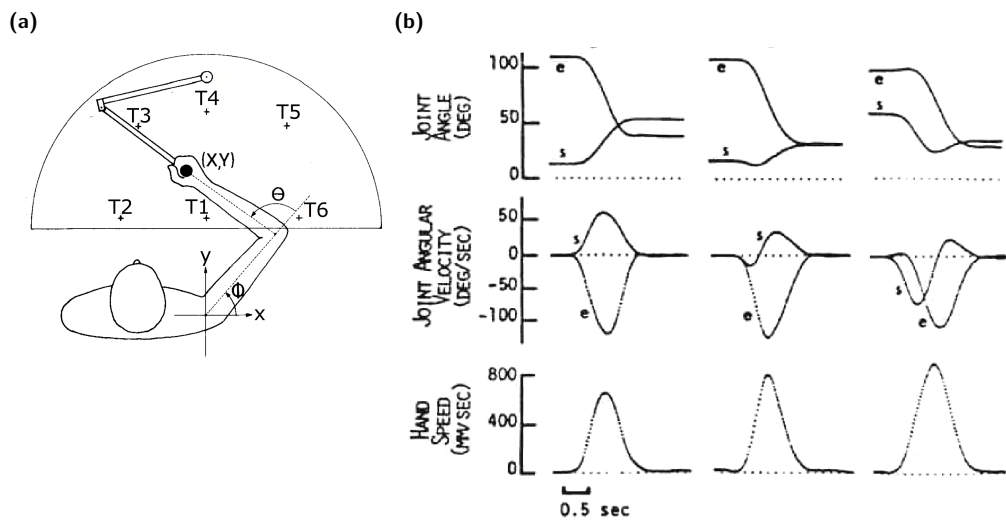 (a)
T4
T3
T5
(X,Y)
Θ
T2
T1
T6
y
Φ
x
(b)
JOINT
ANGLE
(DEG)
100
50
0
e
s
e
s
e
s
JOINT ANGULAR
VELOCITY
(DEG/SEC)
50
0
-50
-100
s
e
s
e
s
e
HAND
SPEED
(MM/SEC)
800
400
0
0.5 sec